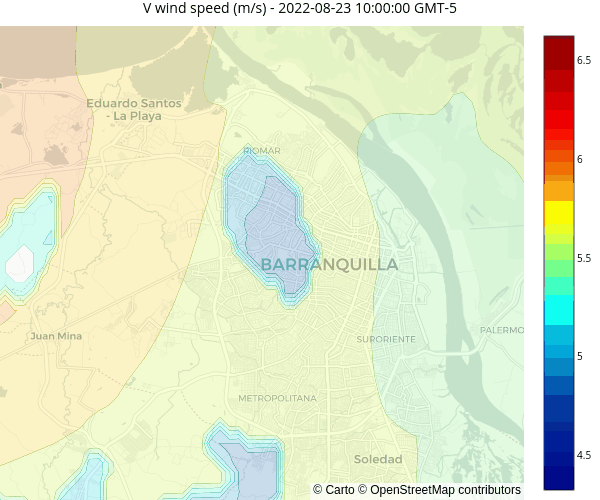 V wind speed (m/s) - 2022-08-23 10:00:00 GMT-5
6.5
Eduardo Santos
- La Playa
RIOMAR
6
5.5
BARRANQUILLA
PALERMO
Juan Mina
SURORIENTE
5
METROPOLITANA
Soledad
4.5
© Carto © OpenStreetMap contributors